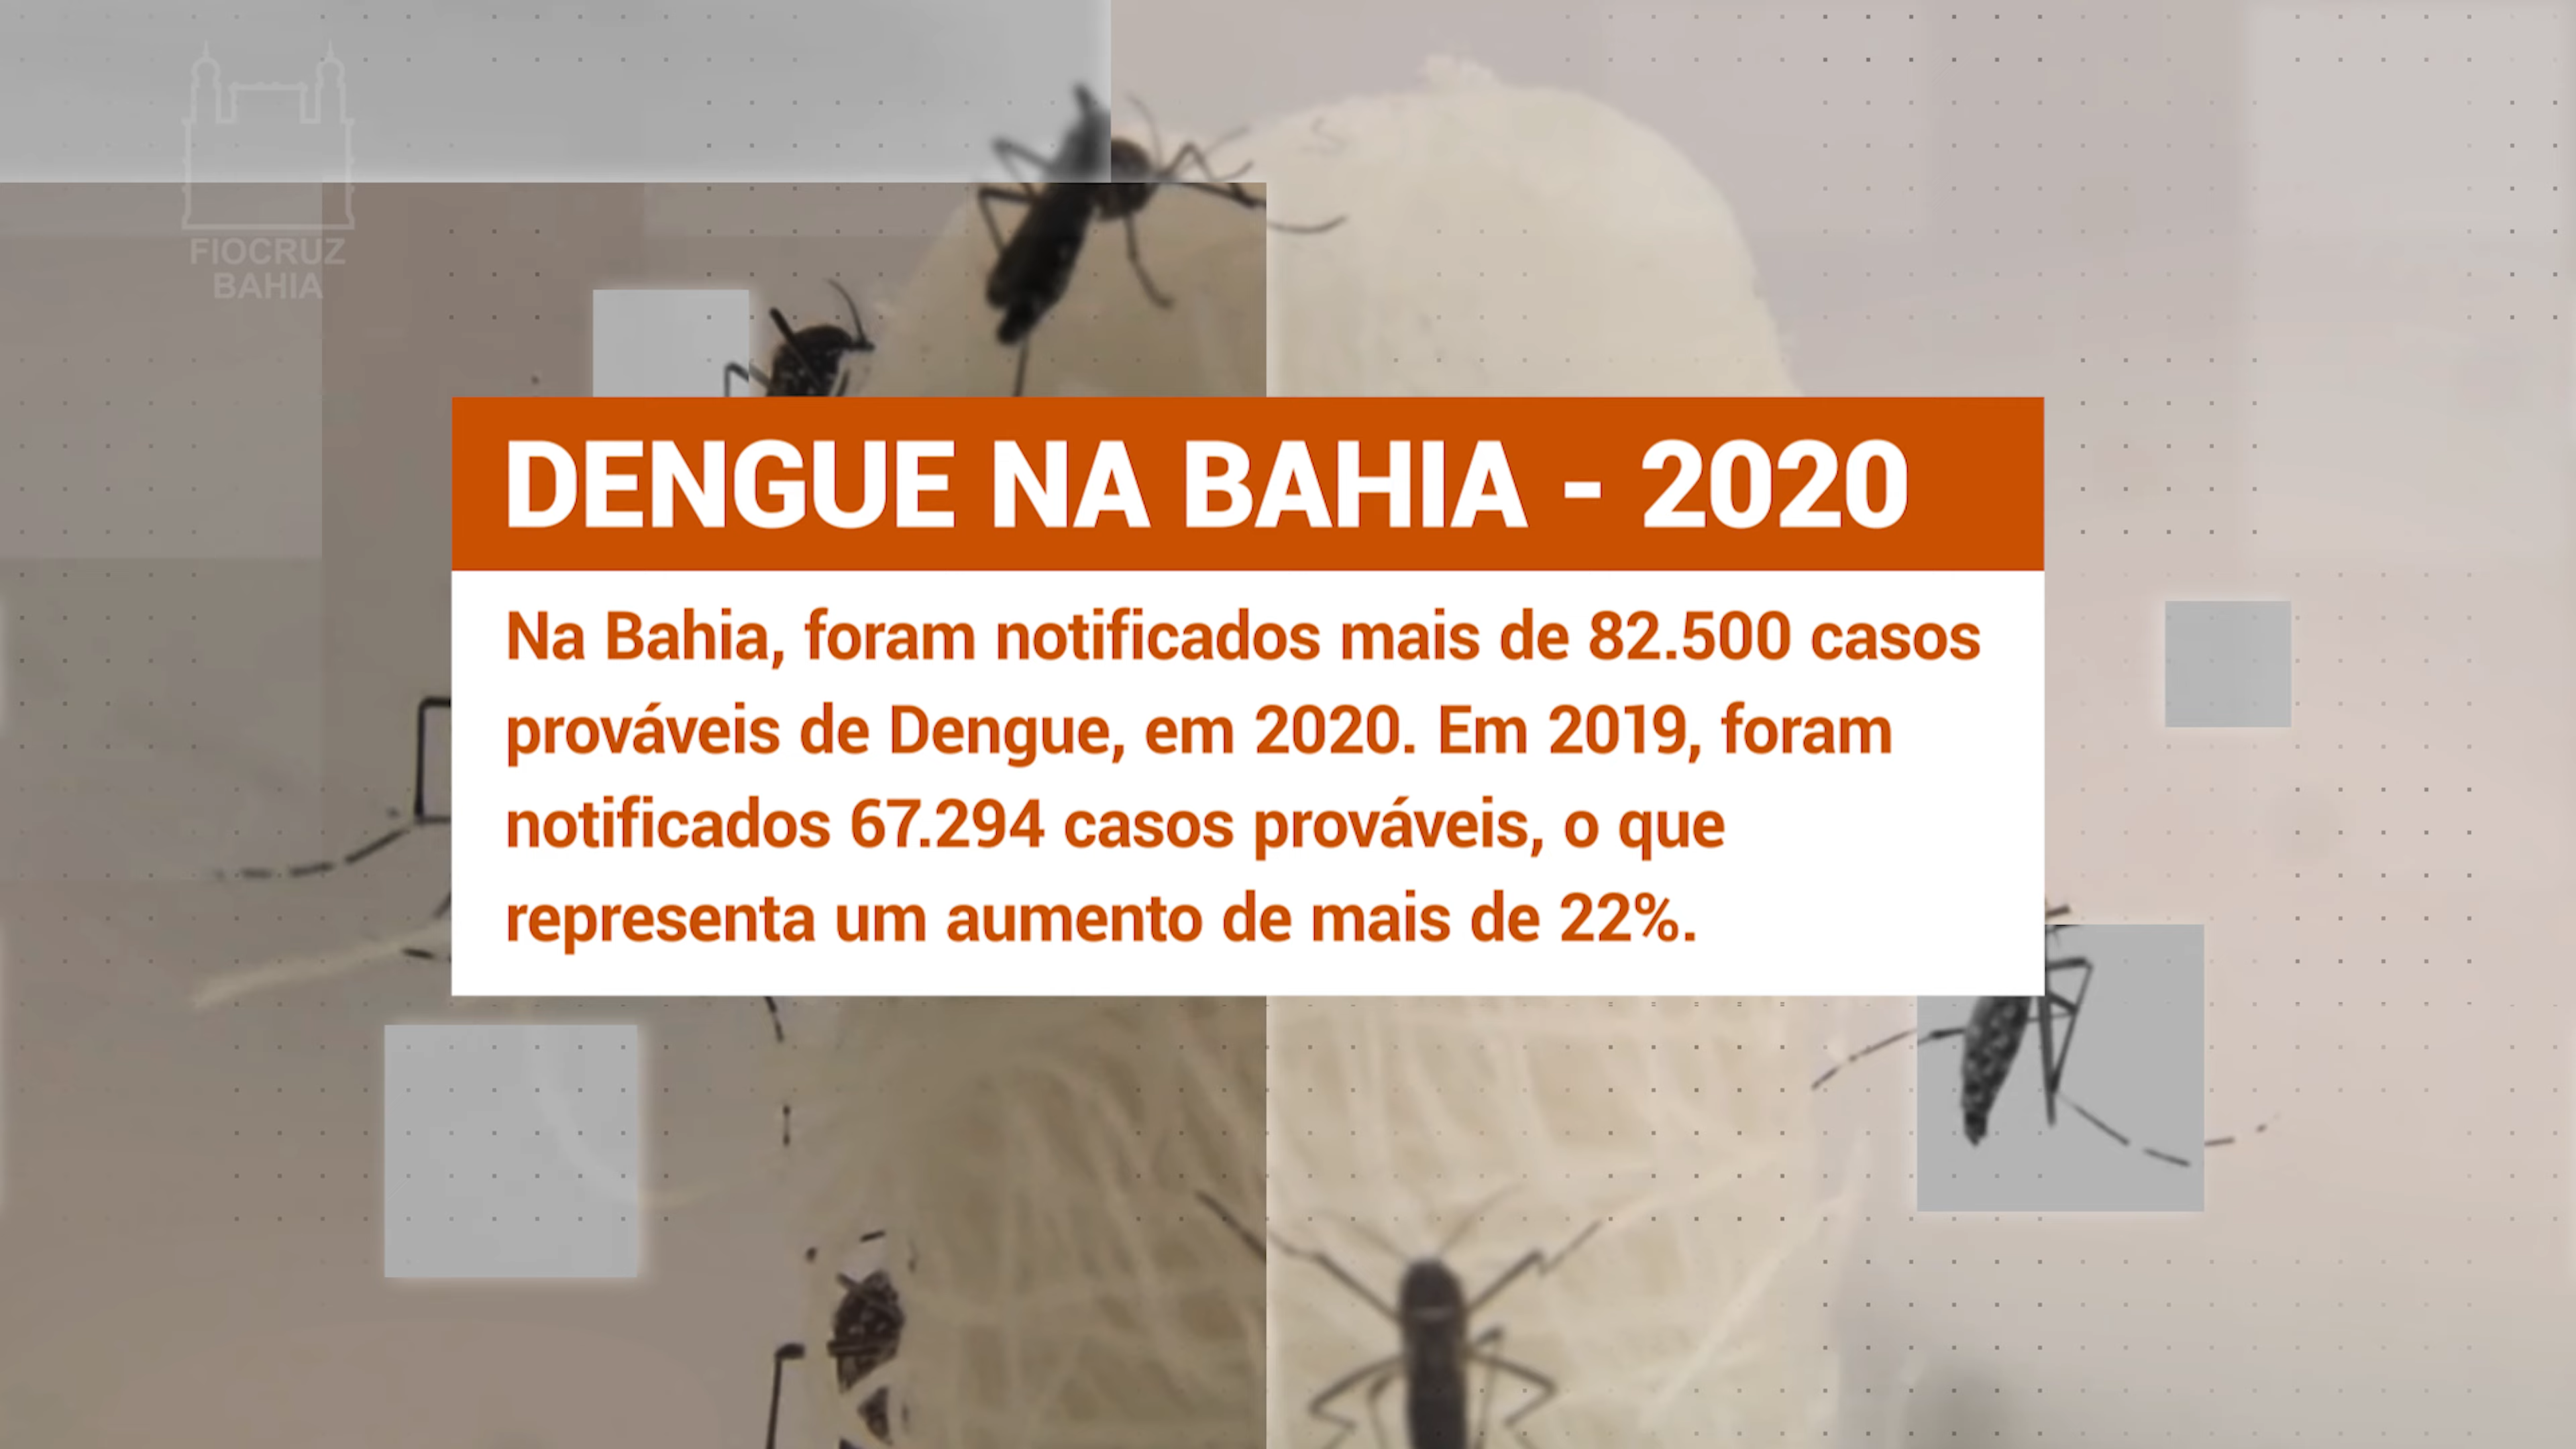 FIOCRUZ
BAHIA
DENGUE NA BAHIA - 2020
Na Bahia, foram notificados mais de 82.500 casos
prováveis de Dengue, em 2020. Em 2019, foram
notificados 67.294 casos prováveis, o que
representa um aumento de mais de 22%.